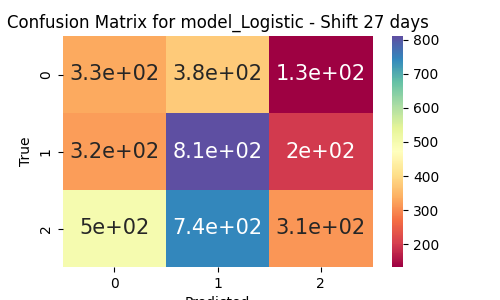 Confusion Matrix for model_Logistic - Shift 27 days
True
0 3.3e+02 3.8e+02 1.3e+02
1 3.2e+02 8.1e+02 2e+02
2 5e+02 7.4e+02 3.1e+02
0 1 2
Predicted
800
700
600
500
400
300
200